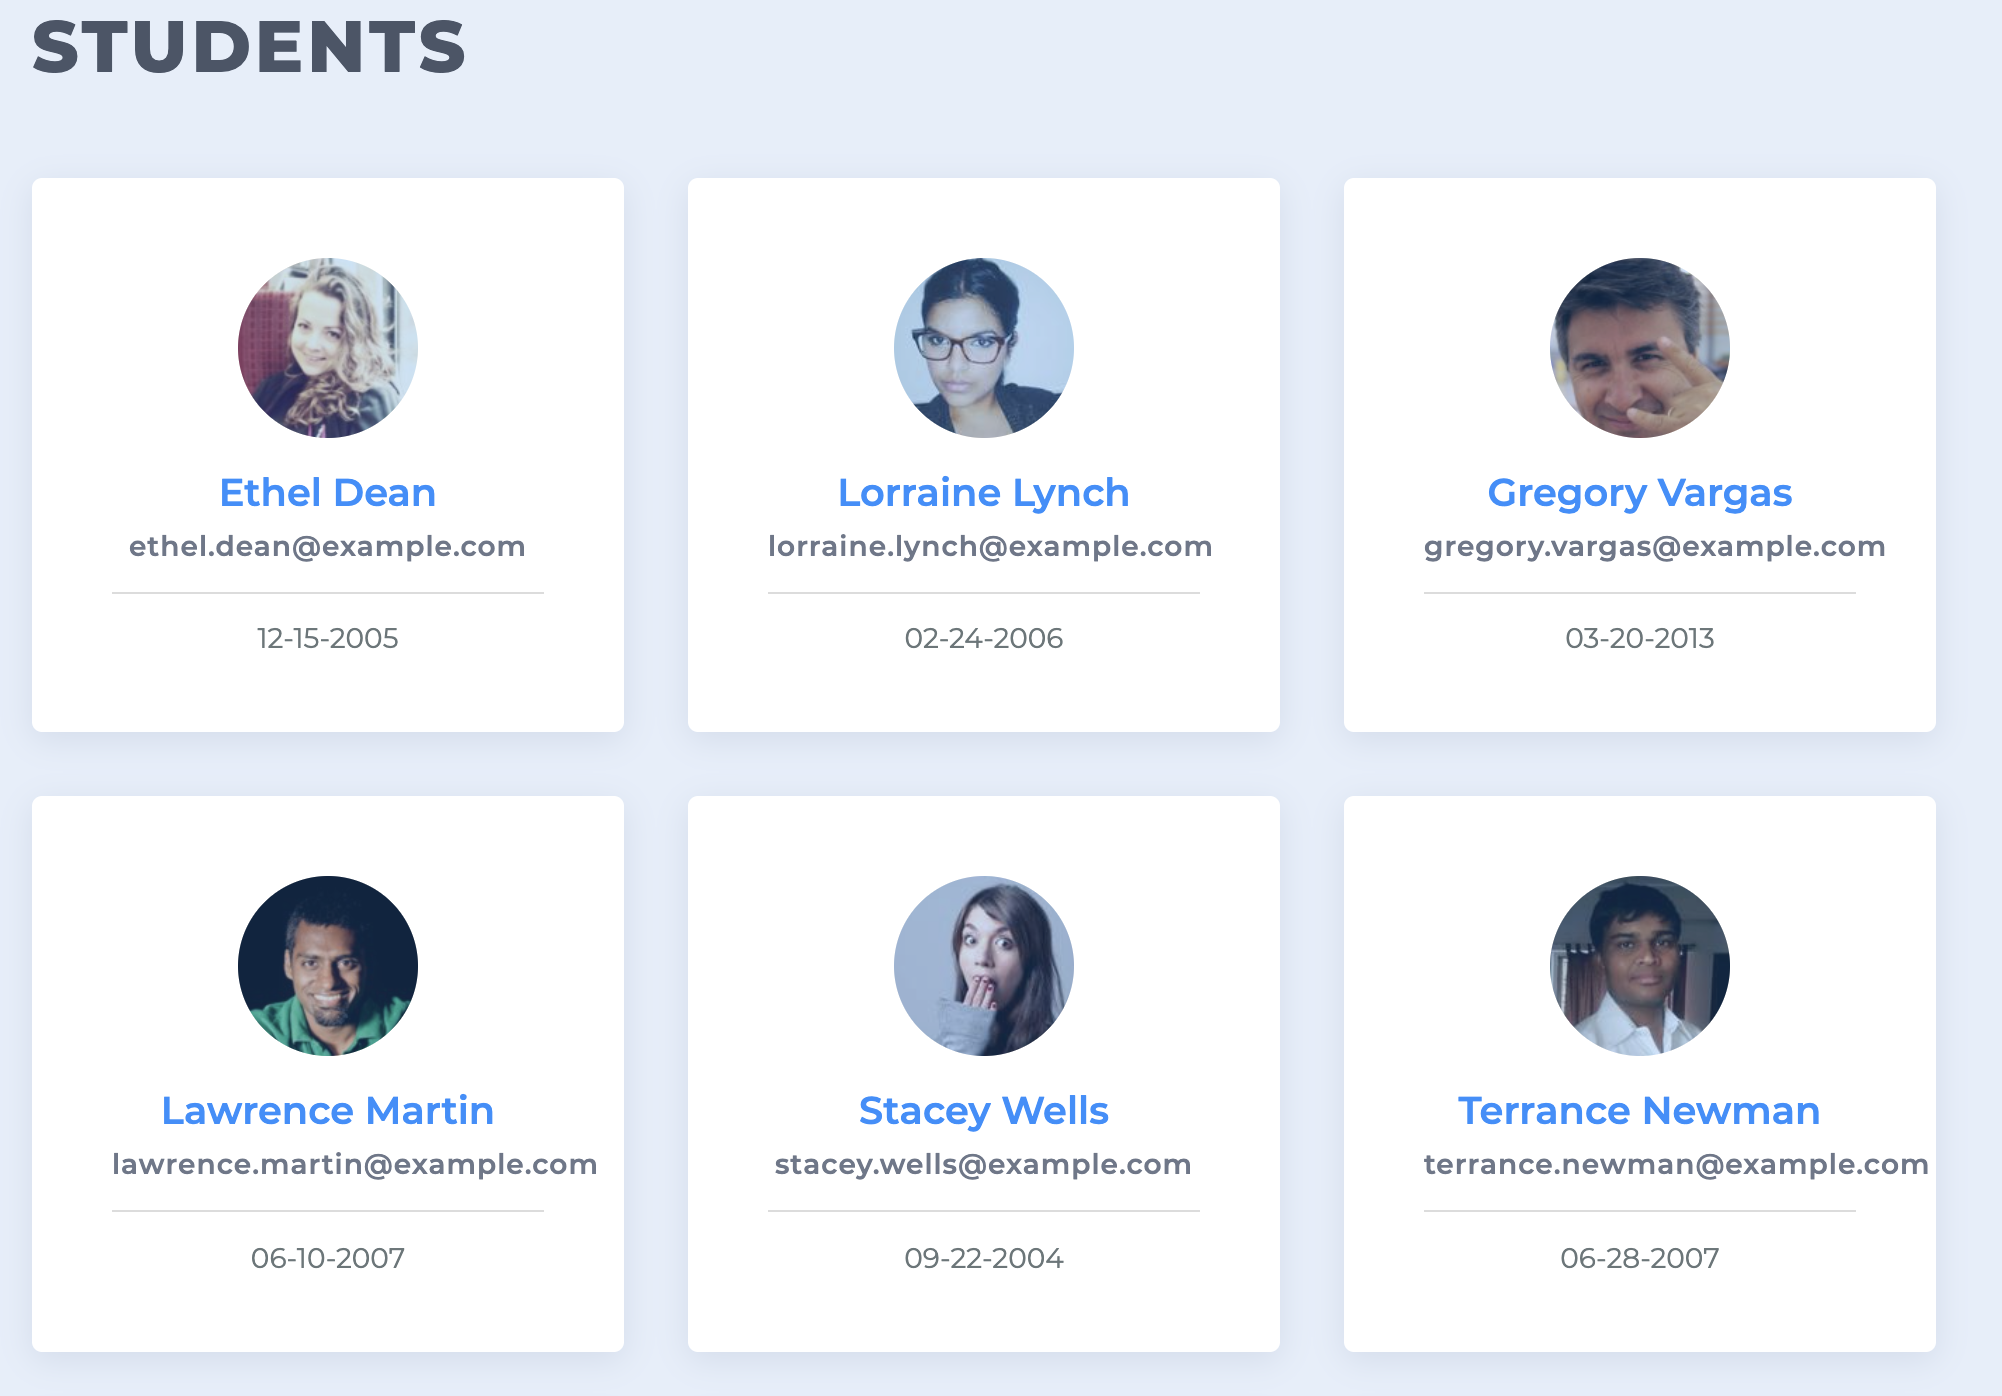 STUDENTS
Ethel Dean
ethel.dean@example.com
12-15-2005
Lorraine Lynch
lorraine.lynch@example.com
02-24-2006
Gregory Vargas
gregory.vargas@example.com
03-20-2013
Lawrence Martin
lawrence.martin@example.com
06-10-2007
Stacey Wells
stacey.wells@example.com
09-22-2004
Terrance Newman
terrance.newman@example.com
06-28-2007